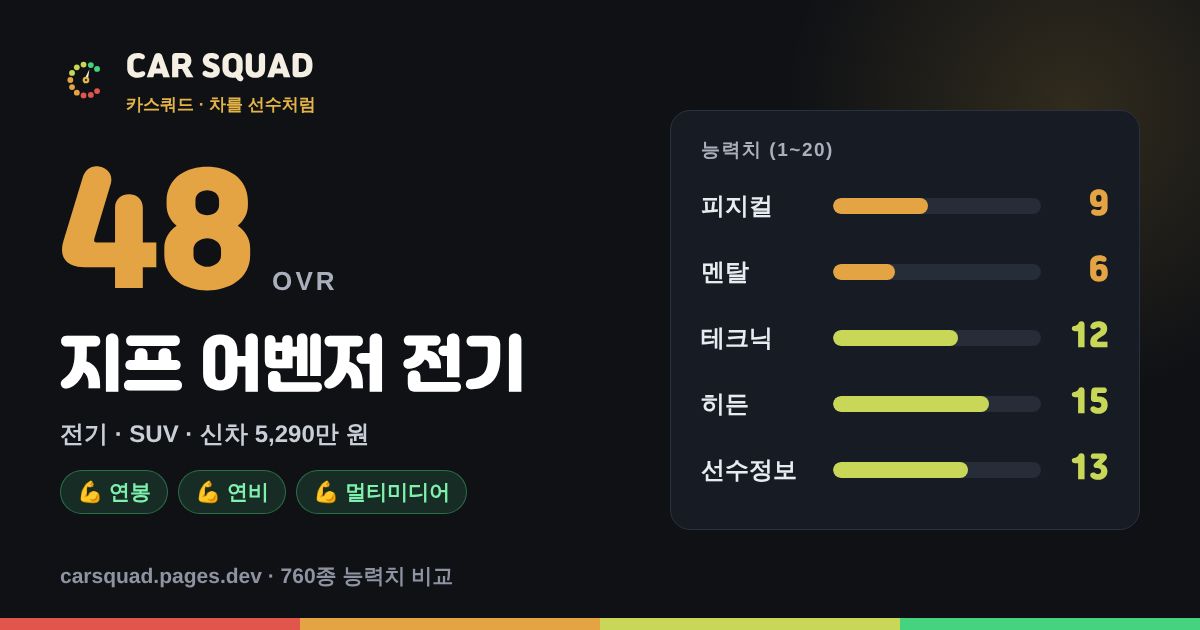 CAR SQUAD
카스쿼드 · 차를 선수처럼
48 OVR
지프 어벤저 전기
전기 · SUV · 신차 5,290만 원
💪 연봉 💪 연비 💪 멀티미디어
carsquad.pages.dev · 760종 능력치 비교
능력치 (1~20)
피지컬 9
멘탈 6
테크닉 12
히든 15
선수정보 13